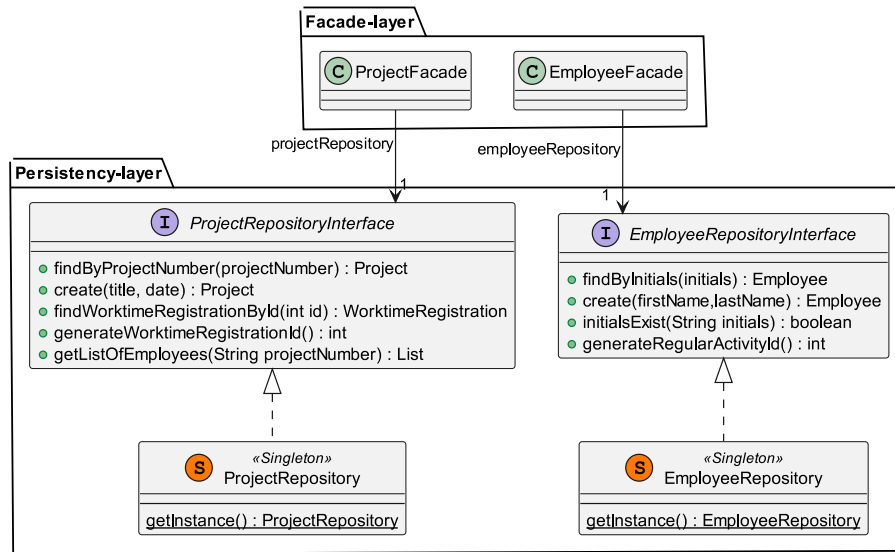 Facade-layer
C ProjectFacade
C EmployeeFacade
projectRepository
employeeRepository
Persistency-layer
1
1
I ProjectRepositoryInterface
findByProjectNumber(projectNumber) : Project
create(title, date) : Project
findWorktimeRegistrationById(int id) : WorktimeRegistration
generateWorktimeRegistrationId() : int
getListOfEmployees(String projectNumber) : List
I EmployeeRepositoryInterface
findByInitials(initials) : Employee
create(firstName,lastName) : Employee
initialsExist(String initials) : boolean
generateRegularActivityId() : int
S «Singleton»
ProjectRepository
getInstance() : ProjectRepository
S «Singleton»
EmployeeRepository
getInstance() : EmployeeRepository